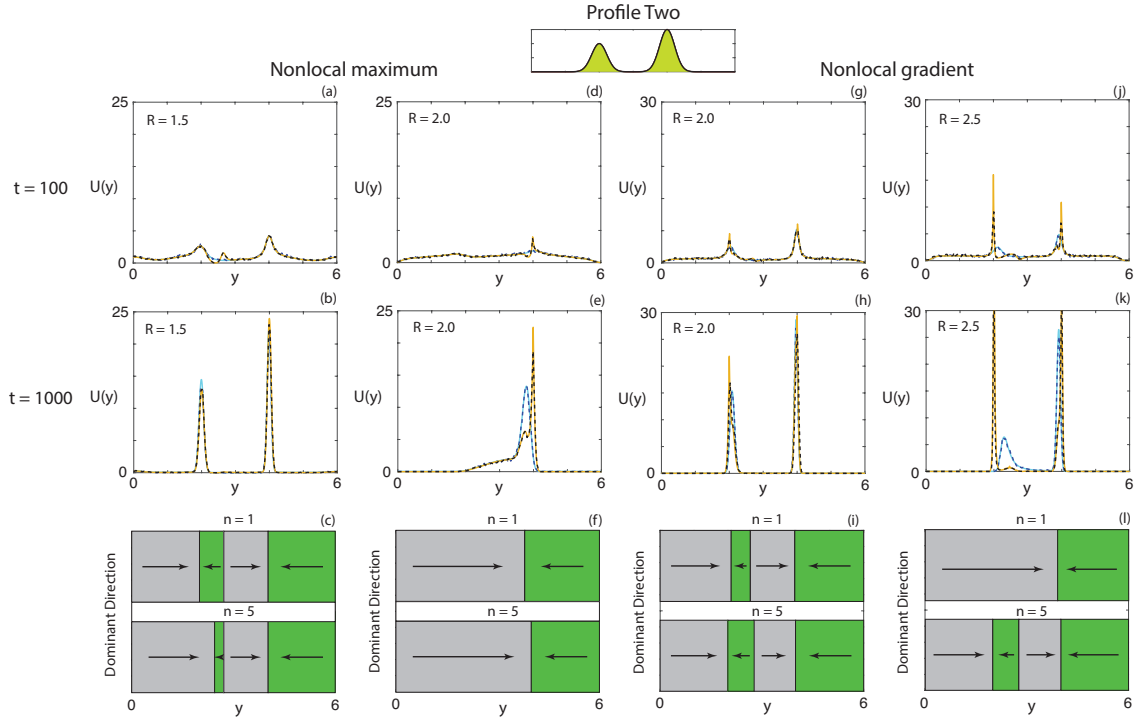 Profile Two
Nonlocal maximum
Nonlocal gradient
(a)
(d)
(g)
(j)
25
25
30
30
R = 1.5
R = 2.0
R = 2.0
R = 2.5
t = 100
U(y)
U(y)
U(y)
U(y)
0
0
0
0
0 y 6
0 y 6
0 y 6
0 y 6
(b)
(e)
(h)
(k)
25
25
30
30
R = 1.5
R = 2.0
R = 2.0
R = 2.5
t = 1000
U(y)
U(y)
U(y)
U(y)
0
0
0
0
0 y 6
0 y 6
0 y 6
0 y 6
n = 1 (c)
n = 1 (f)
n = 1 (i)
n = 1 (l)
Dominant Direction
Dominant Direction
Dominant Direction
Dominant Direction
n = 5
n = 5
n = 5
n = 5
0 y 6
0 y 6
0 y 6
0 y 6